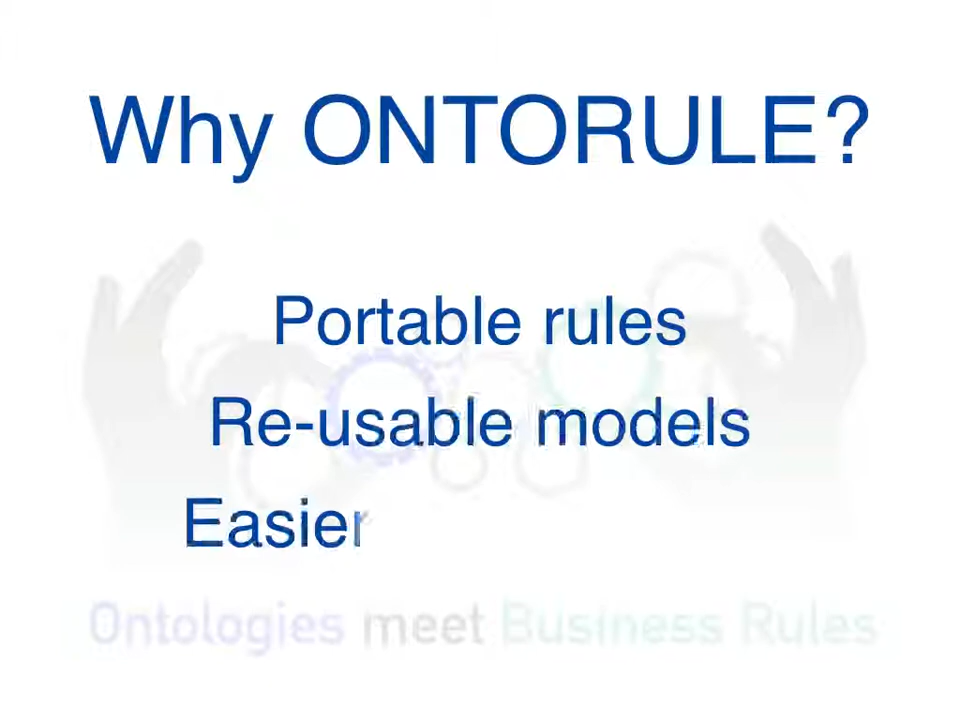 Why ONTORULE?
Portable rules
Re-usable models
Easier
Ontologies meet Business Rules